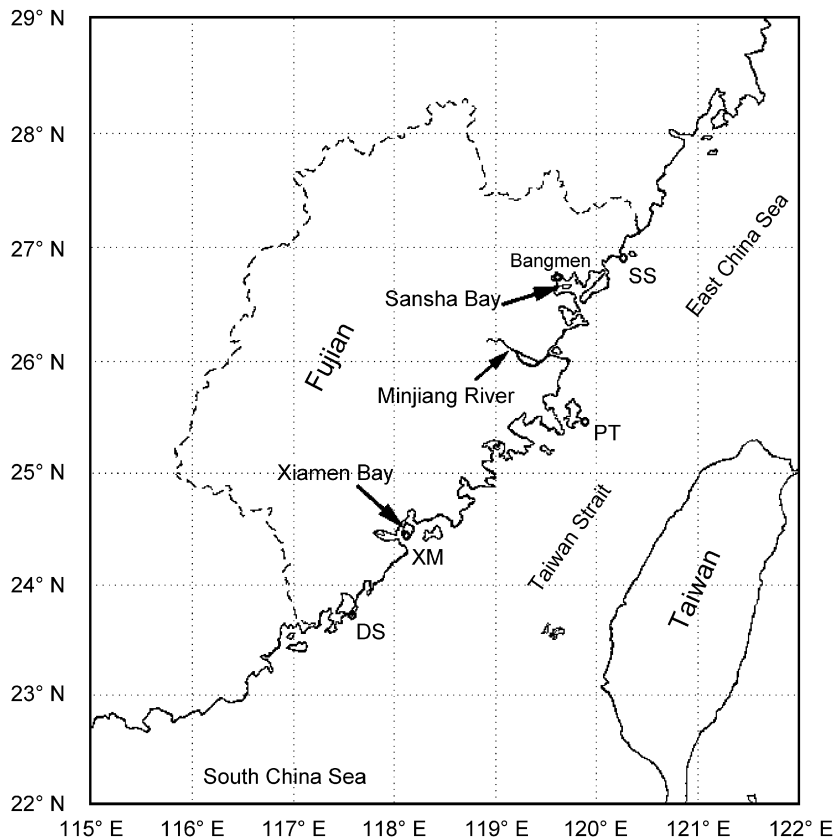 29° N
28° N
27° N
Bangmen
SS
East China Sea
Sansha Bay
Fujian
26° N
Minjiang River
PT
25° N
Xiamen Bay
Taiwan Strait
XM
24° N
Taiwan
DS
23° N
South China Sea
22° N
115° E 116° E 117° E 118° E 119° E 120° E 121° E 122° E